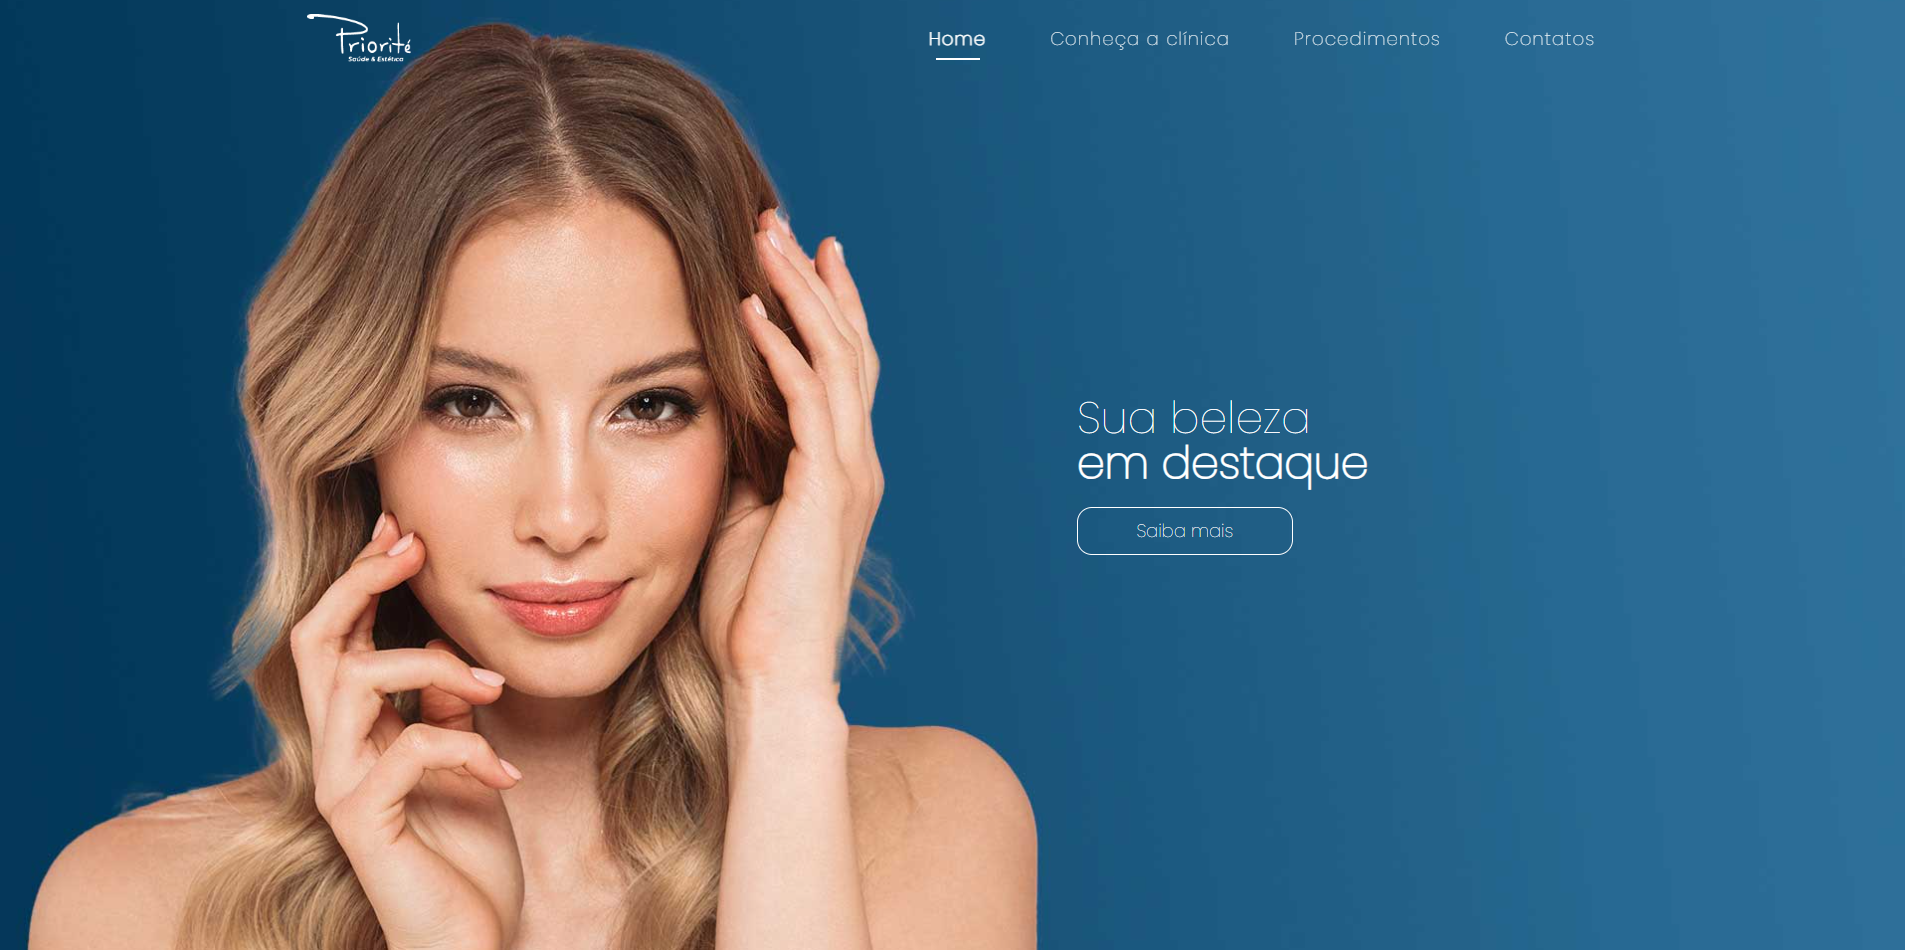 Priorité
Saúde & Estética
Home
Conheça a clínica
Procedimentos
Contatos
Sua beleza
em destaque
Saiba mais